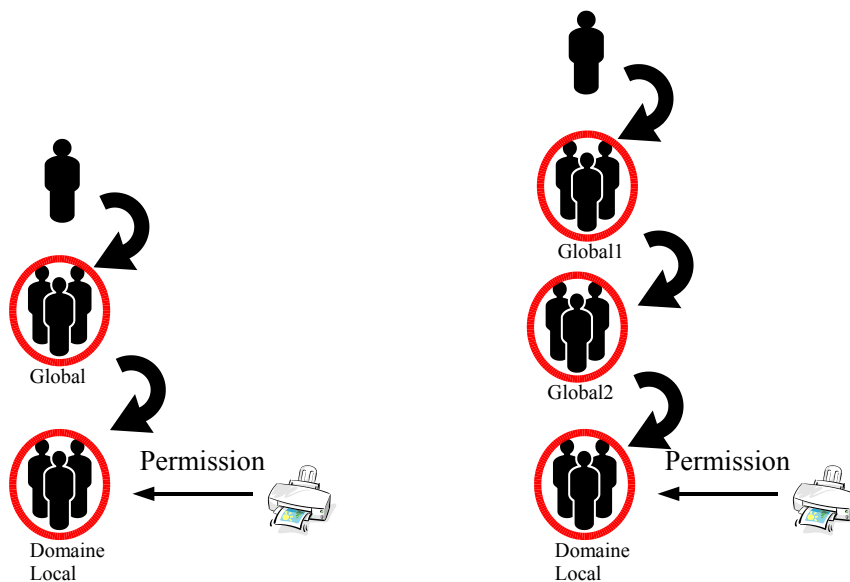 Global
Permission
Domaine
Local
Global1
Global2
Permission
Domaine
Local